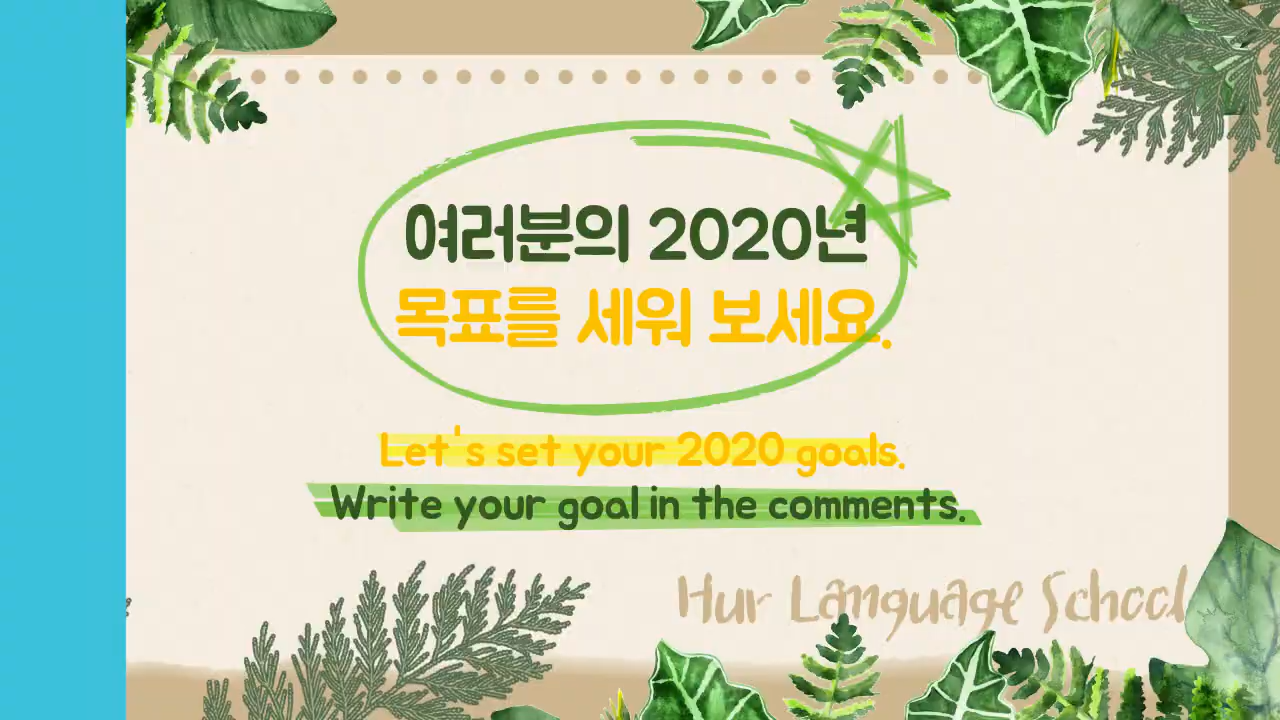 여러분의 2020년
목표를 세워 보세요.
Let's set your 2020 goals.
Write your goal in the comments.
Hur Language School